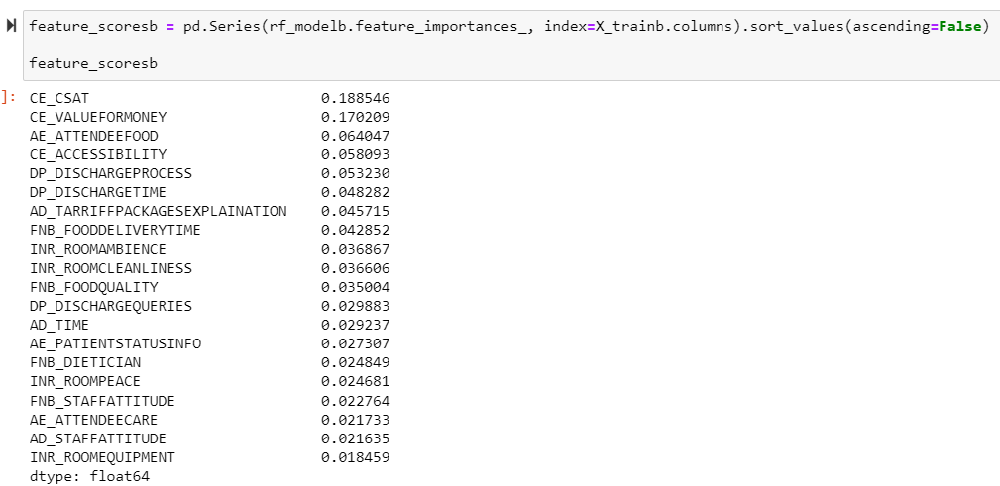 feature_scoresb = pd.Series(rf_modelb.feature_importances_, index=X_trainb.columns).sort_values(ascending=False)
feature_scoresb
]: CE_CSAT 0.188546
CE_VALUEFORMONEY 0.170209
AE_ATTENDEEFOOD 0.064047
CE_ACCESSIBILITY 0.058093
DP_DISCHARGEPROCESS 0.053230
DP_DISCHARGETIME 0.048282
AD_TARRIFFPACKAGESEXPLAINATION 0.045715
FNB_FOODDELIVERYTIME 0.042852
INR_ROOMAMBIENCE 0.036867
INR_ROOMCLEANLINESS 0.036606
FNB_FOODQUALITY 0.035004
DP_DISCHARGEQUERIES 0.029883
AD_TIME 0.029237
AE_PATIENTSTATUSINFO 0.027307
FNB_DIETICIAN 0.024849
INR_ROOMPEACE 0.024681
FNB_STAFFATTITUDE 0.022764
AE_ATTENDEECARE 0.021733
AD_STAFFATTITUDE 0.021635
INR_ROOMEQUIPMENT 0.018459
dtype: float64